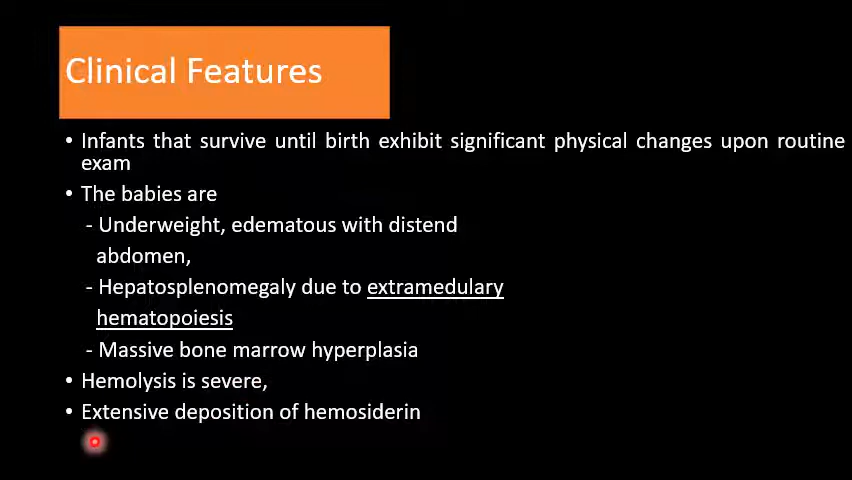 Clinical Features
• Infants that survive until birth exhibit significant physical changes upon routine
exam
• The babies are
- Underweight, edematous with distend
abdomen,
- Hepatosplenomegaly due to extramedulary
hematopoiesis
- Massive bone marrow hyperplasia
• Hemolysis is severe,
• Extensive deposition of hemosiderin